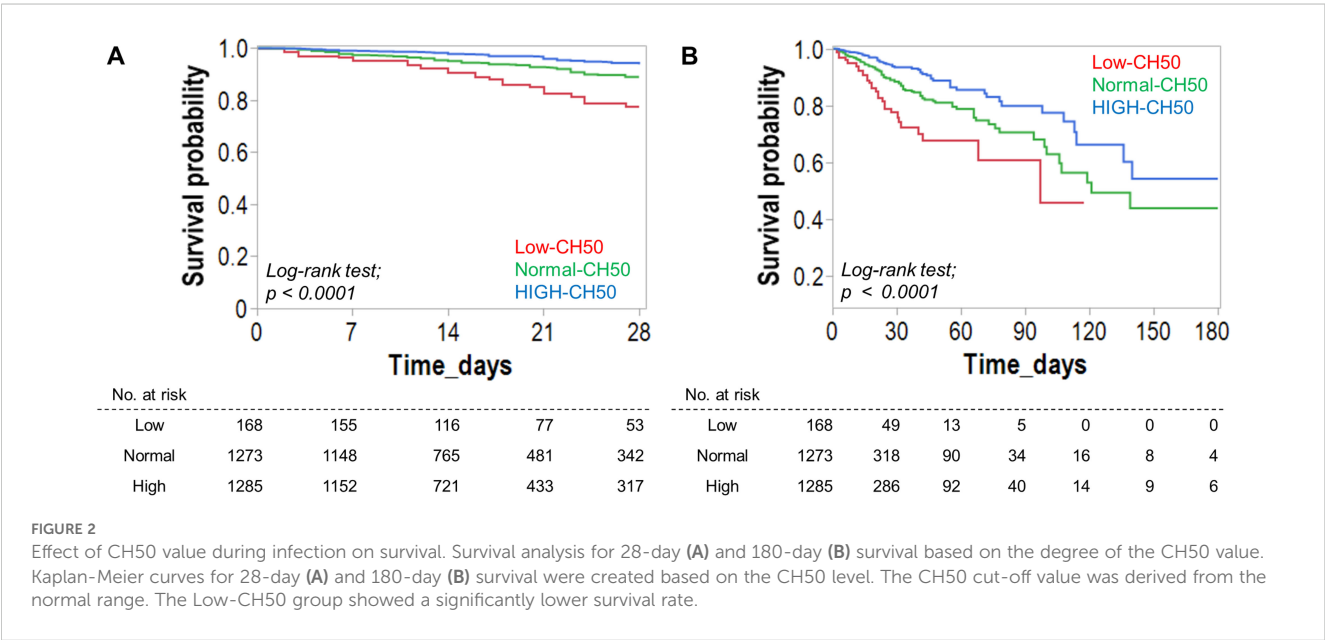 A
Survival probability
1.0
0.8
0.6
0.4
0.2
0
Low-CH50
Normal-CH50
HIGH-CH50
Log-rank test;
p < 0.0001
0 7 14 21 28
Time_days
No. at risk
Low 168 155 116 77 53
Normal 1273 1148 765 481 342
High 1285 1152 721 433 317
B
Survival probability
1.0
0.8
0.6
0.4
0.2
Low-CH50
Normal-CH50
HIGH-CH50
Log-rank test;
p < 0.0001
0 30 60 90 120 150 180
Time_days
No. at risk
Low 168 49 13 5 0 0 0
Normal 1273 318 90 34 16 8 4
High 1285 286 92 40 14 9 6
FIGURE 2
Effect of CH50 value during infection on survival. Survival analysis for 28-day (A) and 180-day (B) survival based on the degree of the CH50 value.
Kaplan-Meier curves for 28-day (A) and 180-day (B) survival were created based on the CH50 level. The CH50 cut-off value was derived from the
normal range. The Low-CH50 group showed a significantly lower survival rate.